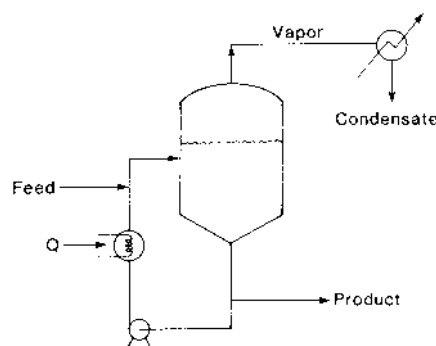 Vapor
Condensate
Feed
Q
Product